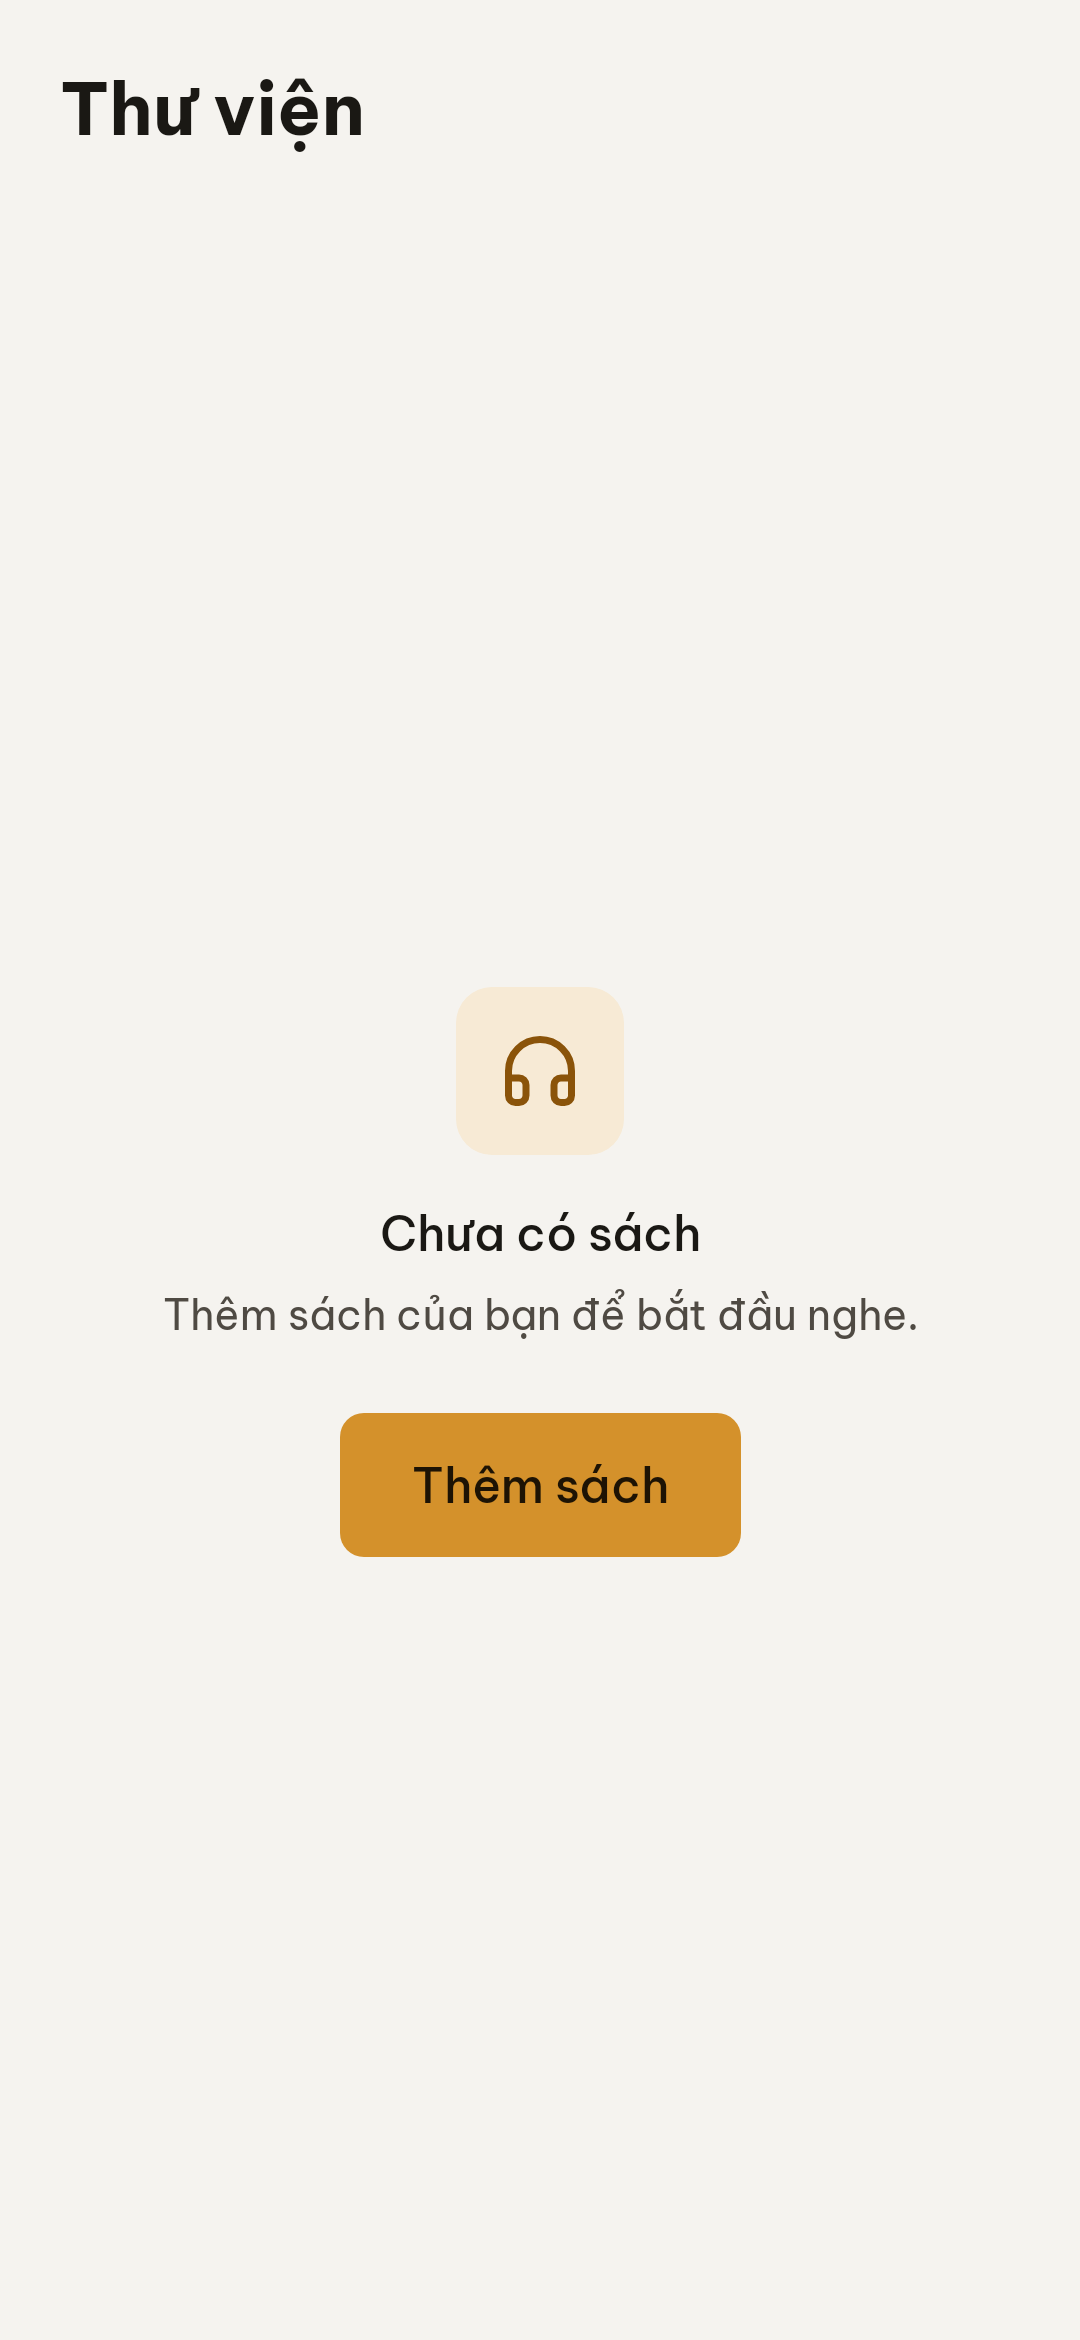 Thư viện
Chưa có sách
Thêm sách của bạn để bắt đầu nghe.
Thêm sách